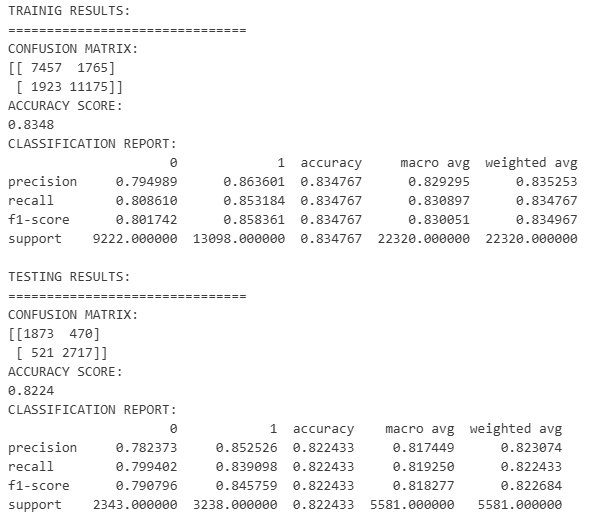 TRAINIG RESULTS:
===============================
CONFUSION MATRIX:
[[ 7457  1765]
 [ 1923 11175]]
ACCURACY SCORE:
0.8348
CLASSIFICATION REPORT:
                     0             1  accuracy     macro avg  weighted avg
precision     0.794989      0.863601  0.834767      0.829295      0.835253
recall        0.808610      0.853184  0.834767      0.830897      0.834767
f1-score      0.801742      0.858361  0.834767      0.830051      0.834967
support    9222.000000  13098.000000  0.834767  22320.000000  22320.000000

TESTING RESULTS:
===============================
CONFUSION MATRIX:
[[1873  470]
 [ 521 2717]]
ACCURACY SCORE:
0.8224
CLASSIFICATION REPORT:
                     0            1  accuracy    macro avg  weighted avg
precision     0.782373     0.852526  0.822433     0.817449      0.823074
recall        0.799402     0.839098  0.822433     0.819250      0.822433
f1-score      0.790796     0.845759  0.822433     0.818277      0.822684
support    2343.000000  3238.000000  0.822433  5581.000000   5581.000000